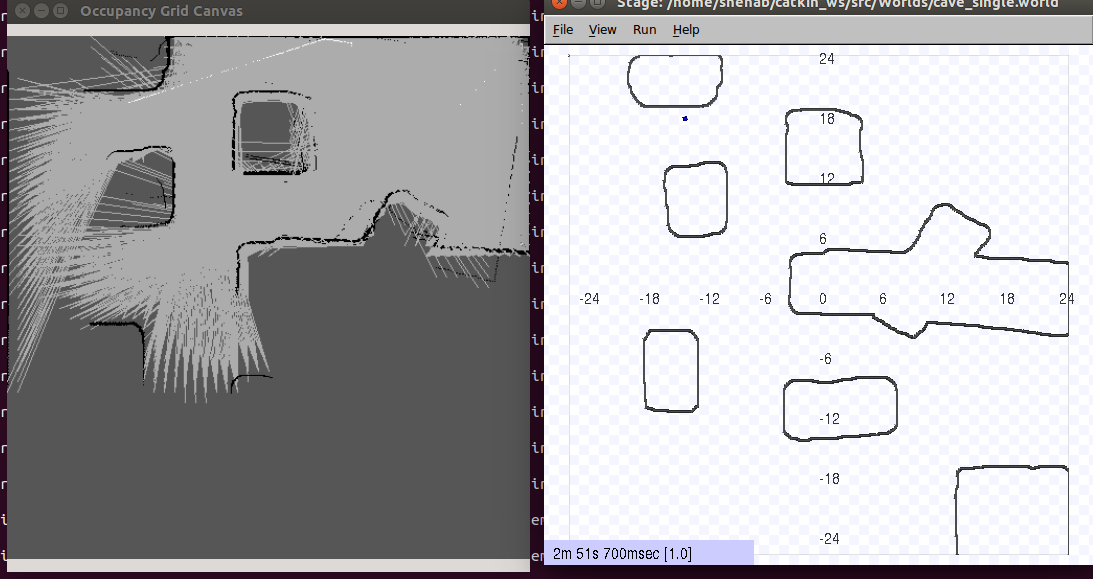 Occupancy Grid Canvas
Stage: /home/shehab/catkin_ws/src/Worlds/cave_single.world
File View Run Help
24
18
12
6
-24 -18 -12 -6 0 6 12 18 24
-6
-12
-18
-24
2m 51s 700msec [1.0]